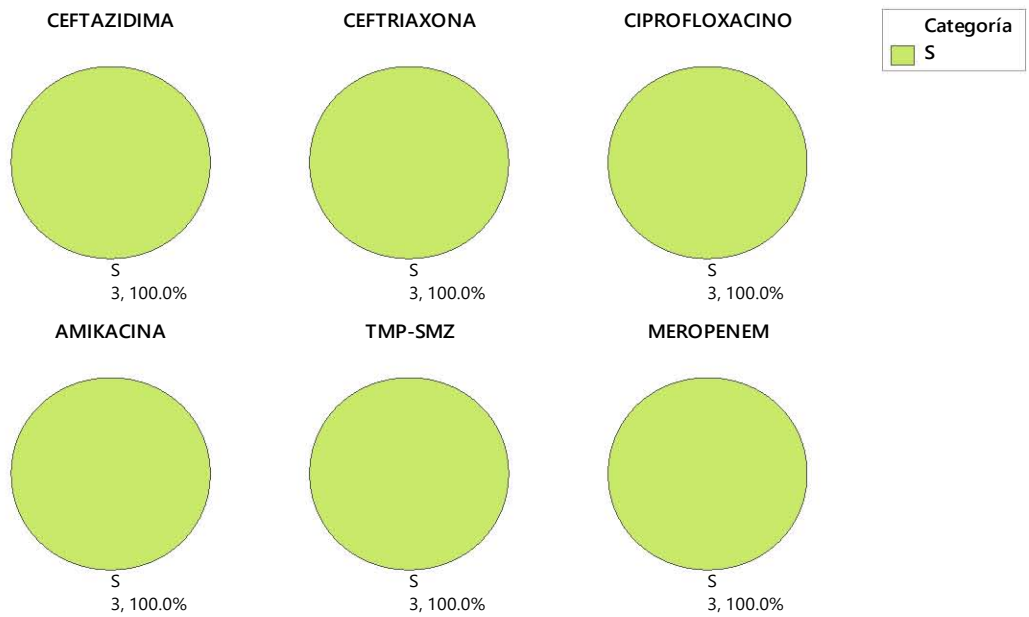 CEFTAZIDIMA
CEFTRIAXONA
CIPROFLOXACINO
Categoría
S
S
3, 100.0%
S
3, 100.0%
S
3, 100.0%
AMIKACINA
TMP-SMZ
MEROPENEM
S
3, 100.0%
S
3, 100.0%
S
3, 100.0%